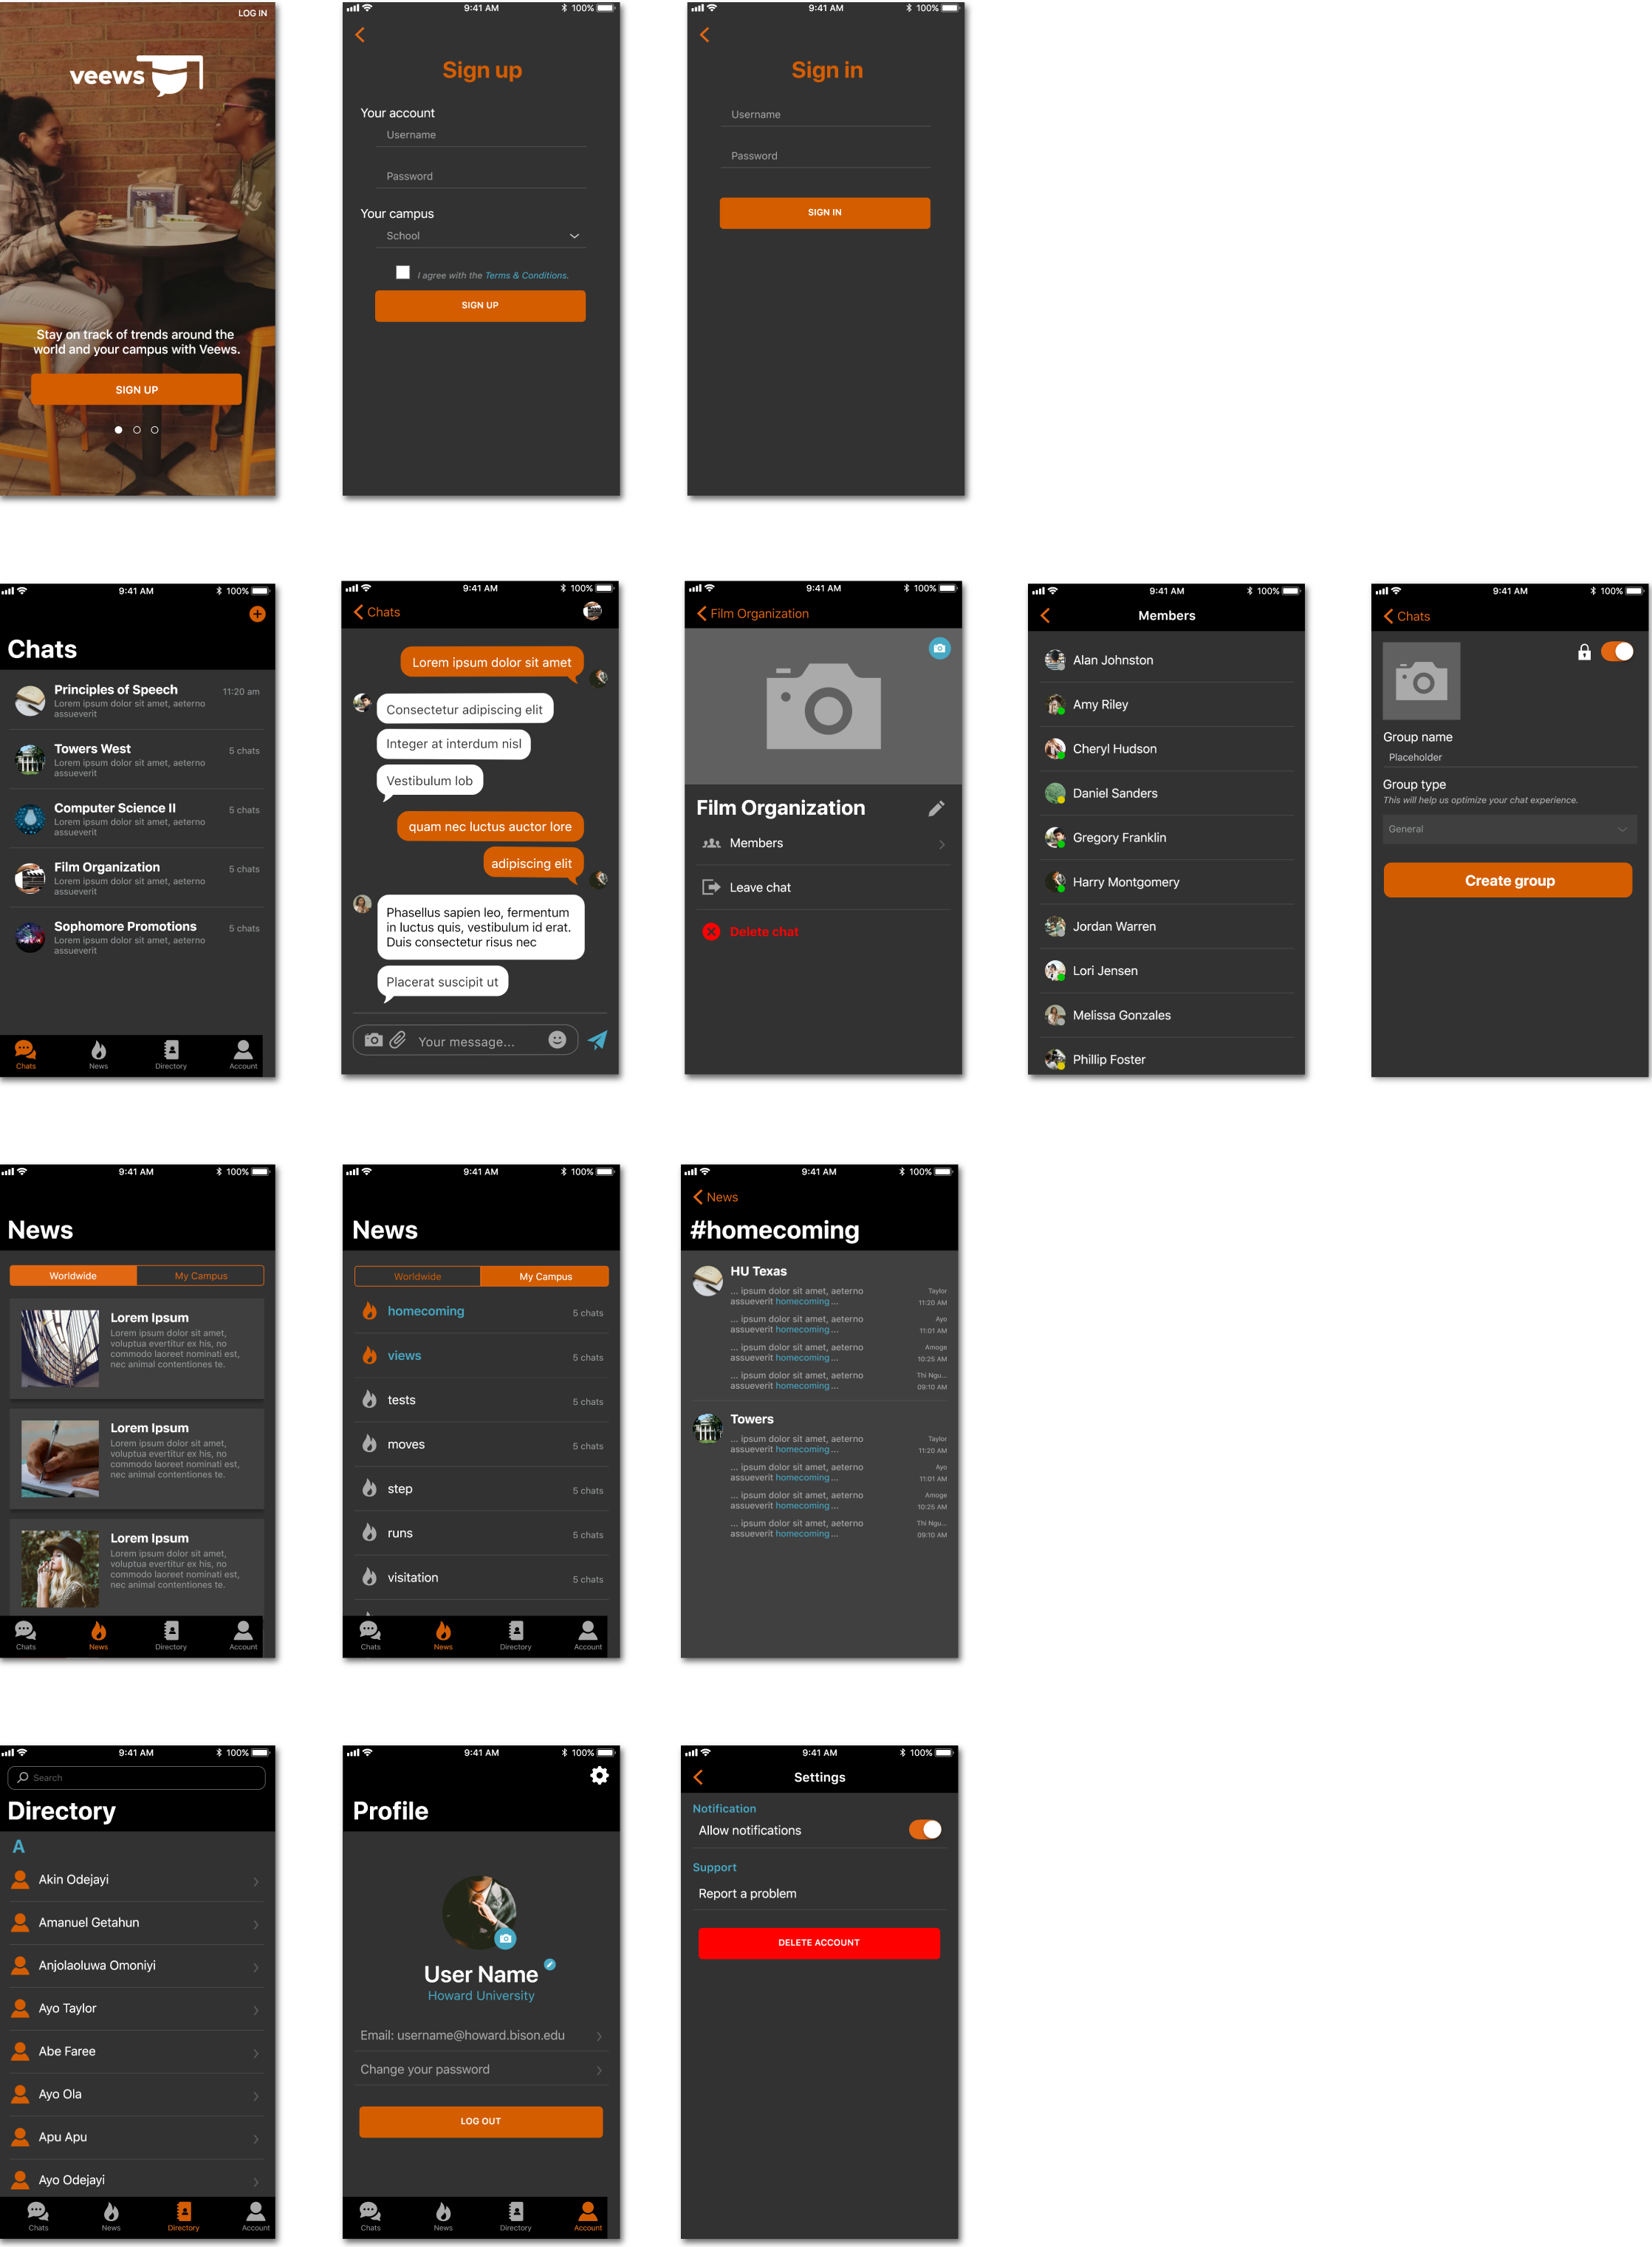 LOG IN
veews
Stay on track of trends around the
world and your campus with Veews.
SIGN UP
9:41 AM
100%
Sign up
Your account
Username
Password
Your campus
School
I agree with the Terms & Conditions.
SIGN UP
9:41 AM
100%
Sign in
Username
Password
SIGN IN
9:41 AM
100%
Chats
Principles of Speech
11:20 am
Lorem ipsum dolor sit amet, aeterno
assueverit
Towers West
5 chats
Lorem ipsum dolor sit amet, aeterno
assueverit
Computer Science II
5 chats
Lorem ipsum dolor sit amet, aeterno
assueverit
Film Organization
5 chats
Lorem ipsum dolor sit amet, aeterno
assueverit
Sophomore Promotions
5 chats
Lorem ipsum dolor sit amet, aeterno
assueverit
Chats
News
Directory
Account
9:41 AM
100%
Chats
Lorem ipsum dolor sit amet
Consectetur adipiscing elit
Integer at interdum nisl
Vestibulum lob
quam nec luctus auctor lore
adipiscing elit
Phasellus sapien leo, fermentum
in luctus quis, vestibulum id erat.
Duis consectetur risus nec
Placerat suscipit ut
Your message...
9:41 AM
100%
Film Organization
Film Organization
Members
Leave chat
Delete chat
9:41 AM
100%
Members
Alan Johnston
Amy Riley
Cheryl Hudson
Daniel Sanders
Gregory Franklin
Harry Montgomery
Jordan Warren
Lori Jensen
Melissa Gonzales
Phillip Foster
9:41 AM
100%
Chats
Group name
Placeholder
Group type
This will help us optimize your chat experience.
General
Create group
9:41 AM
100%
News
Worldwide
My Campus
Lorem Ipsum
Lorem ipsum dolor sit amet,
voluptua evertitur ex his, no
commodo laoreet nominati est,
nec animal contentiones te.
Lorem Ipsum
Lorem ipsum dolor sit amet,
voluptua evertitur ex his, no
commodo laoreet nominati est,
nec animal contentiones te.
Lorem Ipsum
Lorem ipsum dolor sit amet,
voluptua evertitur ex his, no
commodo laoreet nominati est,
nec animal contentiones te.
Chats
News
Directory
Account
9:41 AM
100%
News
Worldwide
My Campus
homecoming
5 chats
views
5 chats
tests
5 chats
moves
5 chats
step
5 chats
runs
5 chats
visitation
5 chats
Chats
News
Directory
Account
9:41 AM
100%
News
#homecoming
HU Texas
... ipsum dolor sit amet, aeterno
Taylor
assueverit homecoming ...
11:20 AM
... ipsum dolor sit amet, aeterno
Ayo
assueverit homecoming ...
11:01 AM
... ipsum dolor sit amet, aeterno
Amoge
assueverit homecoming ...
10:25 AM
... ipsum dolor sit amet, aeterno
Thi Ngu...
assueverit homecoming ...
09:10 AM
Towers
... ipsum dolor sit amet, aeterno
Taylor
assueverit homecoming ...
11:20 AM
... ipsum dolor sit amet, aeterno
Ayo
assueverit homecoming ...
11:01 AM
... ipsum dolor sit amet, aeterno
Amoge
assueverit homecoming ...
10:25 AM
... ipsum dolor sit amet, aeterno
Thi Ngu...
assueverit homecoming ...
09:10 AM
9:41 AM
100%
Search
Directory
A
Akin Odejayi
Amanuel Getahun
Anjolaoluwa Omoniyi
Ayo Taylor
Abe Faree
Ayo Ola
Apu Apu
Ayo Odejayi
Chats
News
Directory
Account
9:41 AM
100%
Profile
User Name
Howard University
Email: username@howard.bison.edu
Change your password
LOG OUT
Chats
News
Directory
Account
9:41 AM
100%
Settings
Notification
Allow notifications
Support
Report a problem
DELETE ACCOUNT